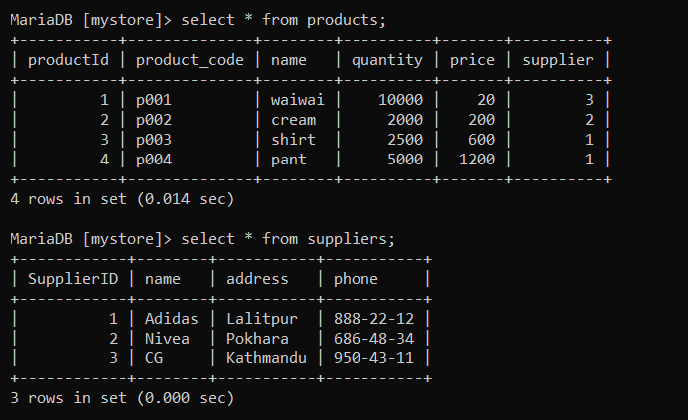 MariaDB [mystore]> select * from products;
+-----------+--------------+--------+----------+-------+----------+
| productId | product_code | name   | quantity | price | supplier |
+-----------+--------------+--------+----------+-------+----------+
|         1 | p001         | waiwai |    10000 |    20 |        3 |
|         2 | p002         | cream  |     2000 |   200 |        2 |
|         3 | p003         | shirt  |     2500 |   600 |        1 |
|         4 | p004         | pant   |     5000 |  1200 |        1 |
+-----------+--------------+--------+----------+-------+----------+
4 rows in set (0.014 sec)

MariaDB [mystore]> select * from suppliers;
+------------+--------+-----------+-----------+
| SupplierID | name   | address   | phone     |
+------------+--------+-----------+-----------+
|          1 | Adidas | Lalitpur  | 888-22-12 |
|          2 | Nivea  | Pokhara   | 686-48-34 |
|          3 | CG     | Kathmandu | 950-43-11 |
+------------+--------+-----------+-----------+
3 rows in set (0.000 sec)